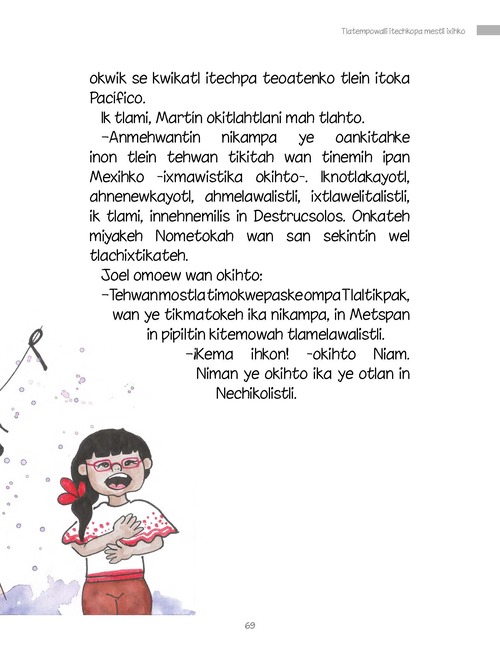 Tlatempowalli itechkopa mestli ixihko
okwik se kwikatl itechpa teoatenko tlein itoka
Pacífico.
Ik tlami, Martín okitlahtlani mah tlahto.
–Anmehwantin nikampa ye oankitahke
inon tlein tehwan tikitah wan tinemih ipan
Mexihko -ixmawistika okihto-. Iknotlakayotl,
ahnenewkayotl, ahmelawalistli, ixtlawelitalistli,
ik tlami, innehnemilis in Destrucsolos. Onkateh
miyakeh Nometokah wan san sekintin wel
tlachixtikateh.
Joel omoew wan okihto:
–Tehwan mostla timokwepaske ompa Tlaltikpak,
wan ye tikmatokeh ika nikampa, in Metspan
in pipiltin kitemowah tlamelawalistli.
–¡Kema ihkon! -okihto Niam.
Niman ye okihto ika ye otlan in
Nechikolistli.
69